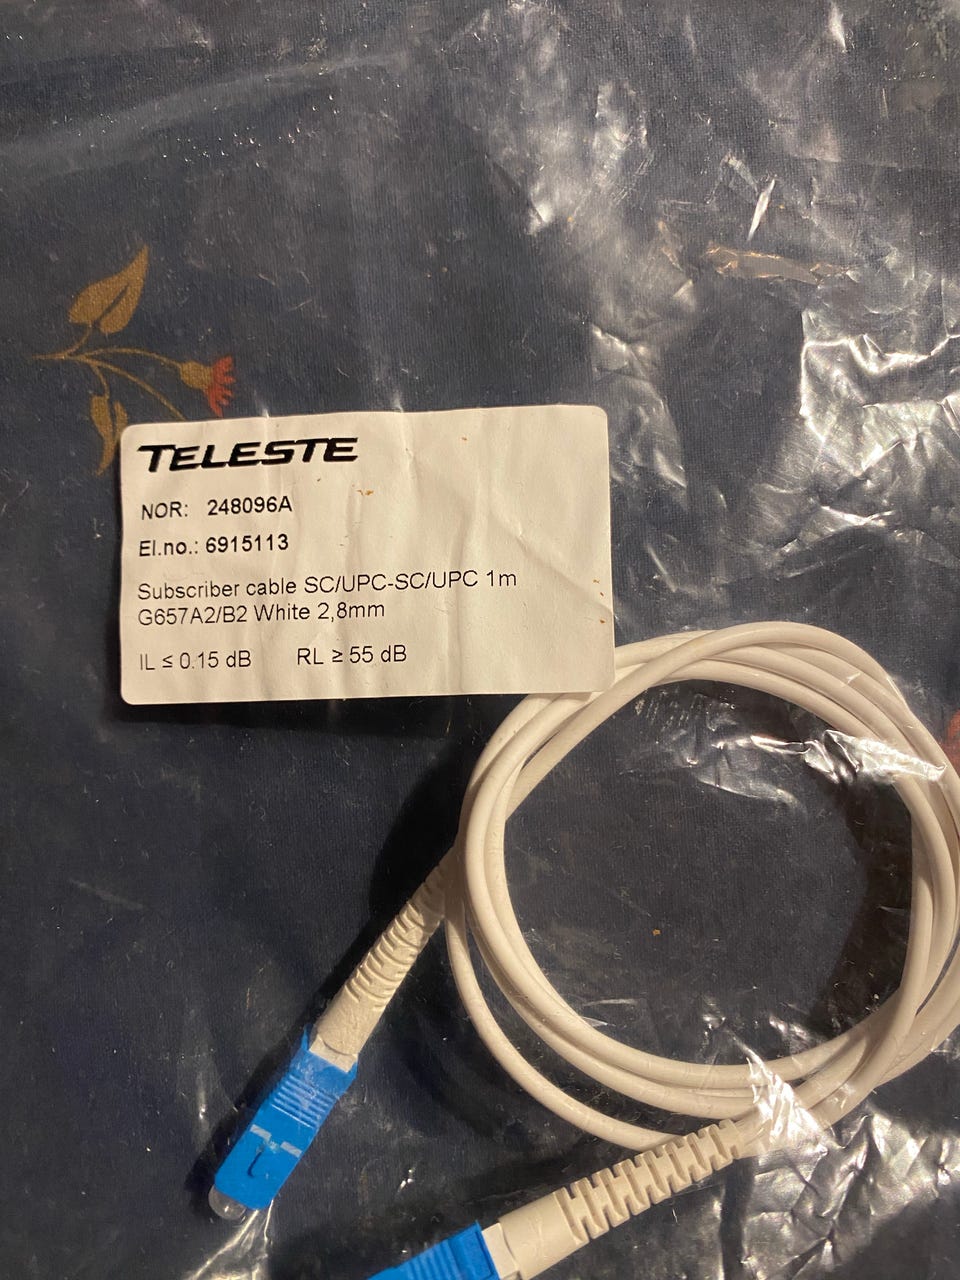 TELESTE
NOR: 248096A
El.no.: 6915113
Subscriber cable SC/UPC-SC/UPC 1m
G657A2/B2 White 2,8mm
IL ≤ 0.15 dB RL ≥ 55 dB